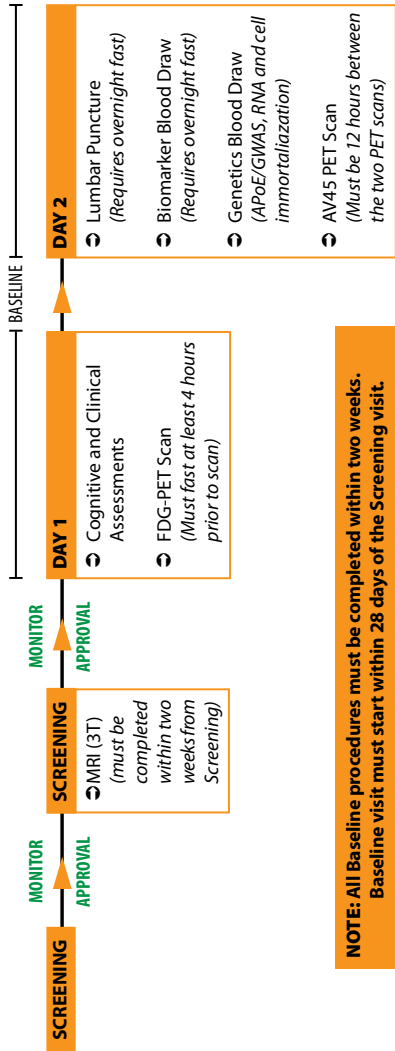 BASELINE
SCREENING
MONITOR
APPROVAL
SCREENING
➲MRI (3T)
(must be
completed
within two
weeks from
Screening)
MONITOR
APPROVAL
DAY 1
➲ Cognitive and Clinical
Assessments
➲ FDG-PET Scan
(Must fast at least 4 hours
prior to scan)
DAY 2
➲ Lumbar Puncture
(Requires overnight fast)
➲ Biomarker Blood Draw
(Requires overnight fast)
➲ Genetics Blood Draw
(APoE/GWAS, RNA and cell
immortaliazation)
➲ AV45 PET Scan
(Must be 12 hours between
the two PET scans)
NOTE: All Baseline procedures must be completed within two weeks.
Baseline visit must start within 28 days of the Screening visit.